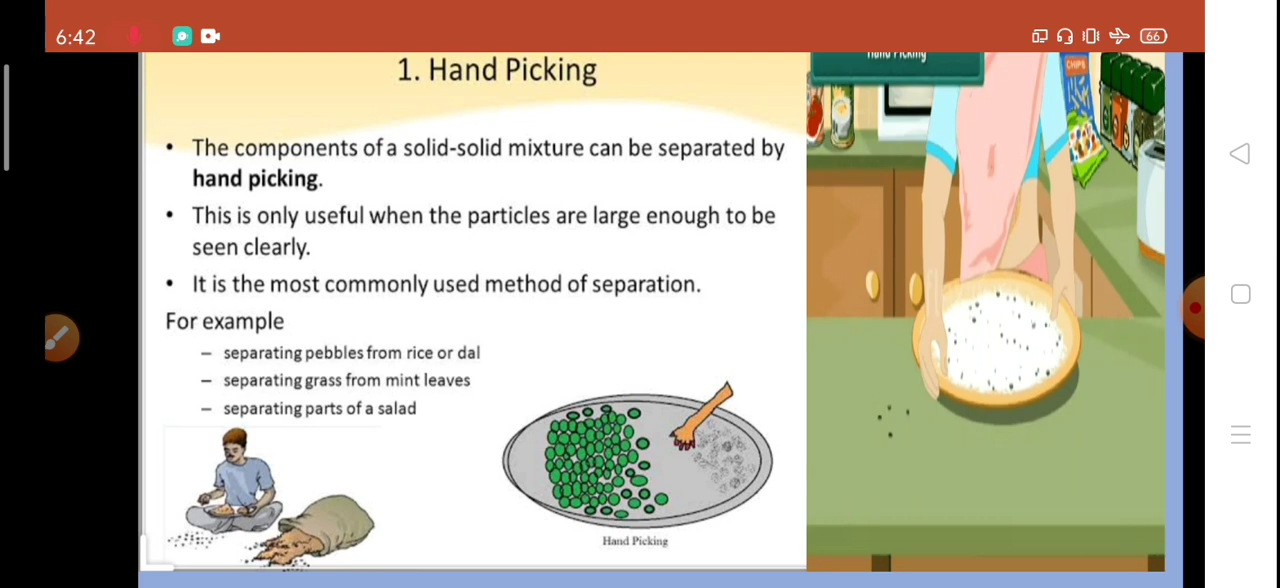 6:42
66
Hand Picking
CHIPS
1. Hand Picking
• The components of a solid-solid mixture can be separated by
hand picking.
• This is only useful when the particles are large enough to be
seen clearly.
• It is the most commonly used method of separation.
For example
– separating pebbles from rice or dal
– separating grass from mint leaves
– separating parts of a salad
Hand Picking